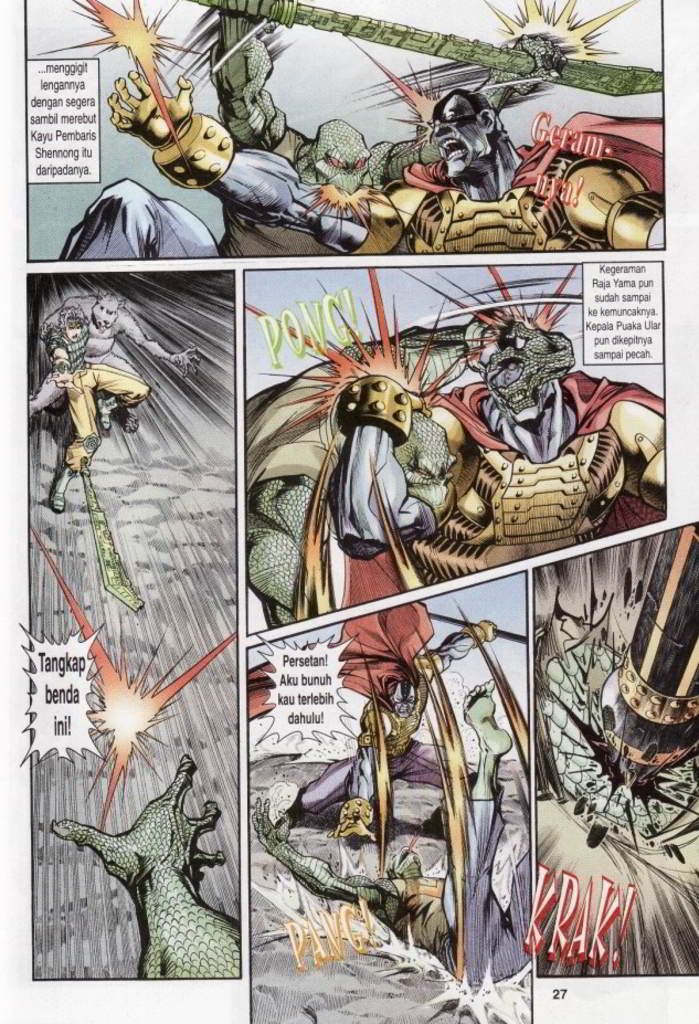 ...menggigit
lengannya
dengan segera
sambil merebut
Kayu Pembaris
Shennong itu
daripadanya.
Geram-
nya!
PONG!
Kegeraman
Raja Yama pun
sudah sampai
ke kemuncaknya.
Kepala Puaka Ular
pun dikepitnya
sampai pecah.
Tangkap
benda
ini!
Persetan!
Aku bunuh
kau terlebih
dahulu!
PANG!
KRAK!
27